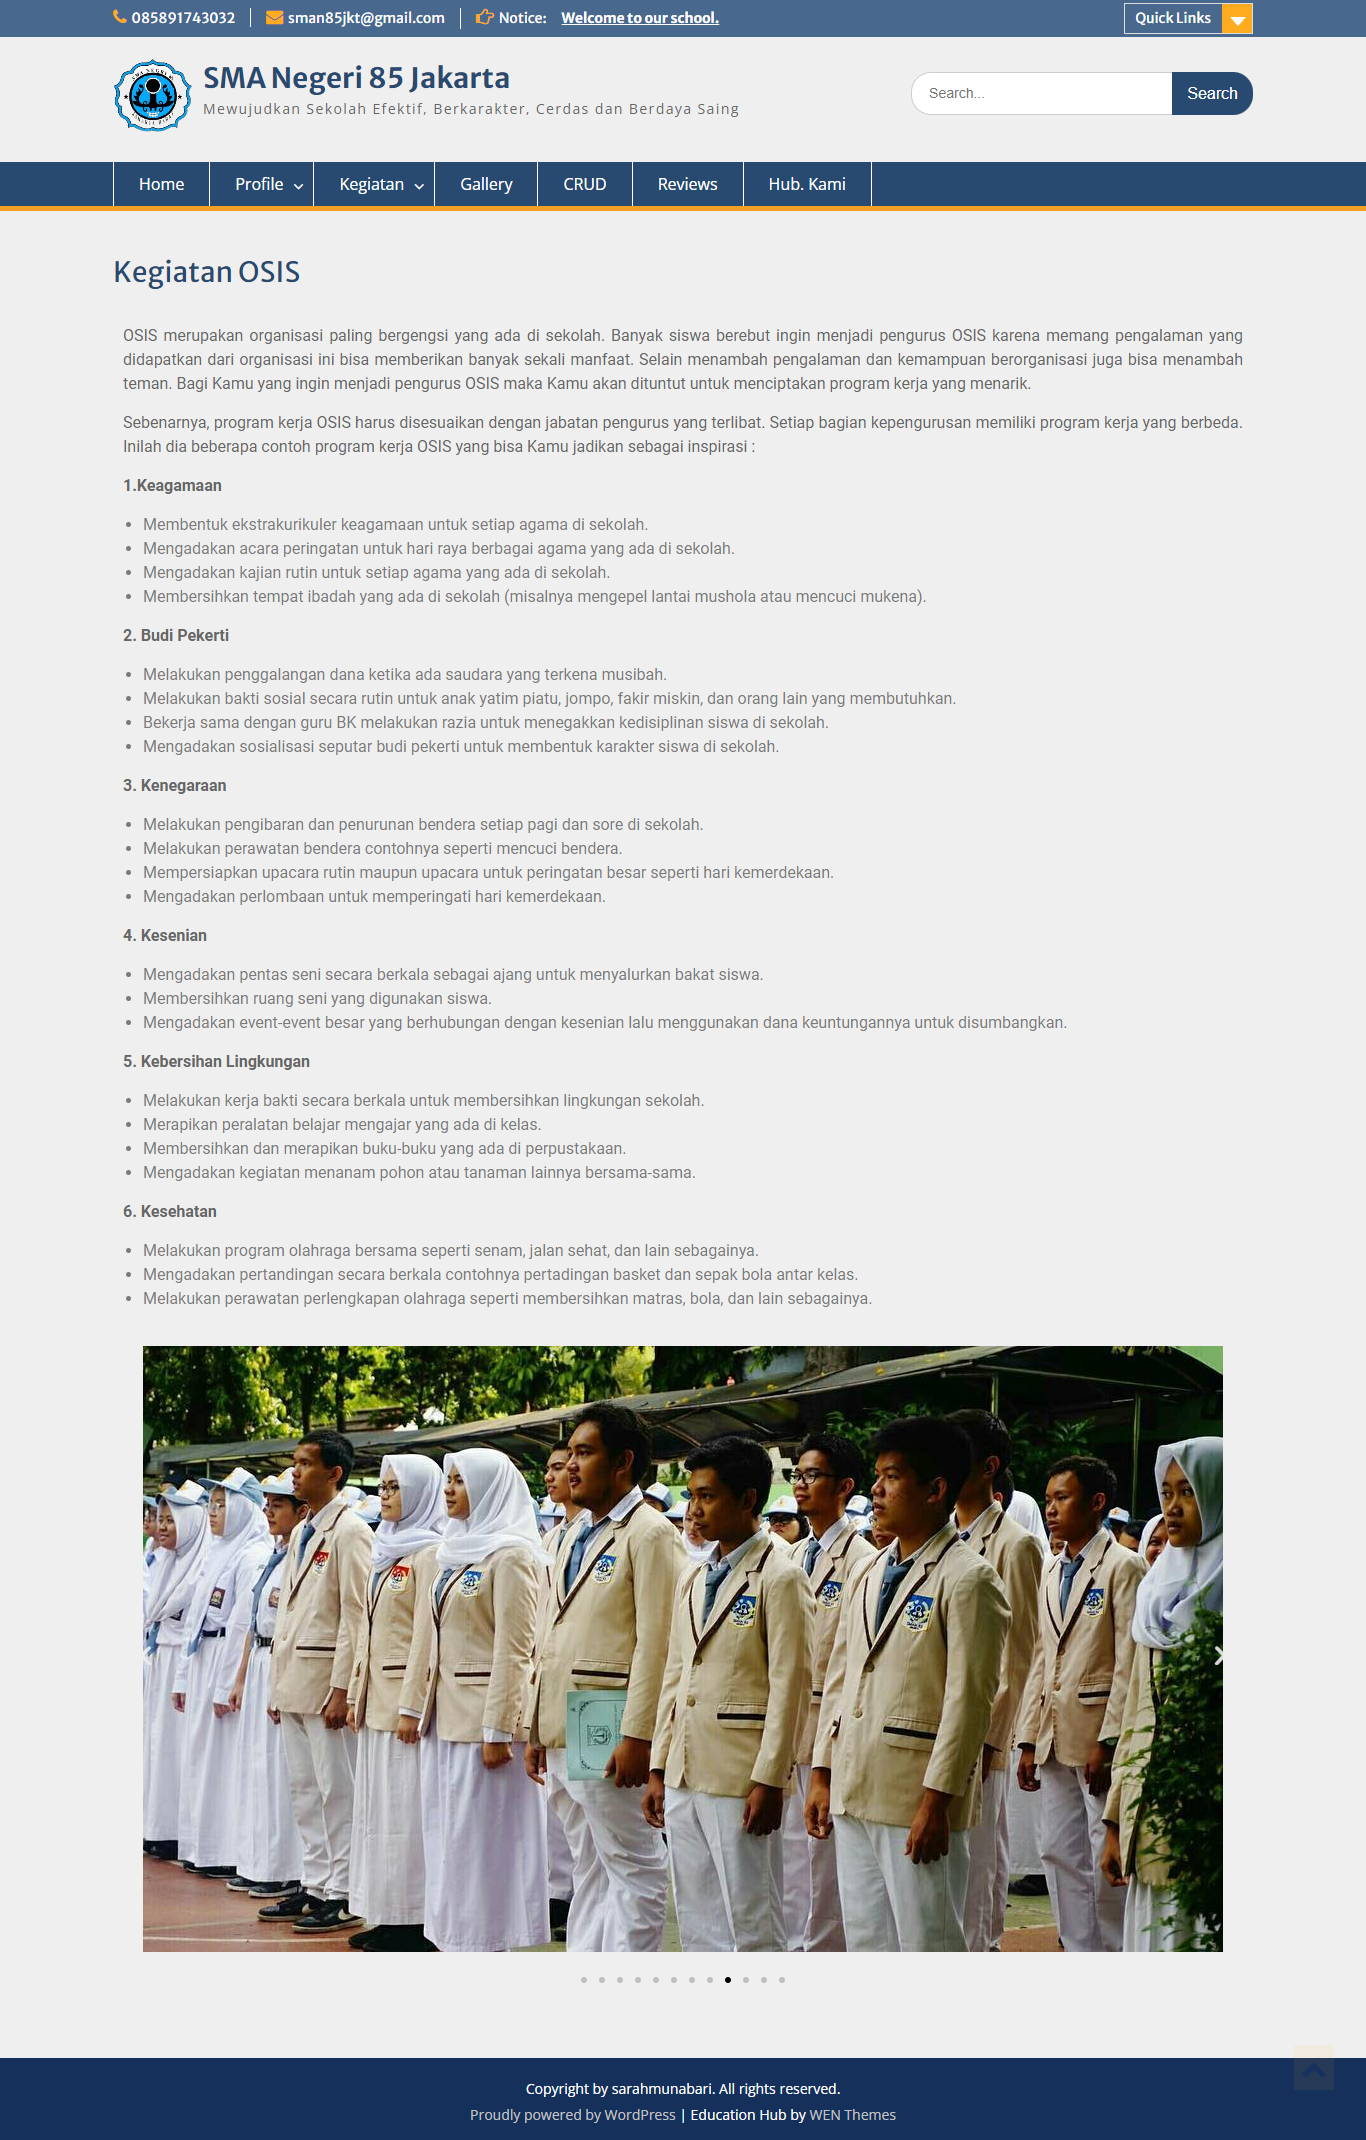 085891743032
sman85jkt@gmail.com
Notice: Welcome to our school.
Quick Links
SMA Negeri 85 Jakarta
Mewujudkan Sekolah Efektif, Berkarakter, Cerdas dan Berdaya Saing
Search...
Search
Home
Profile
Kegiatan
Gallery
CRUD
Reviews
Hub. Kami
Kegiatan OSIS
OSIS merupakan organisasi paling bergengsi yang ada di sekolah. Banyak siswa berebut ingin menjadi pengurus OSIS karena memang pengalaman yang
didapatkan dari organisasi ini bisa memberikan banyak sekali manfaat. Selain menambah pengalaman dan kemampuan berorganisasi juga bisa menambah
teman. Bagi Kamu yang ingin menjadi pengurus OSIS maka Kamu akan dituntut untuk menciptakan program kerja yang menarik.
Sebenarnya, program kerja OSIS harus disesuaikan dengan jabatan pengurus yang terlibat. Setiap bagian kepengurusan memiliki program kerja yang berbeda.
Inilah dia beberapa contoh program kerja OSIS yang bisa Kamu jadikan sebagai inspirasi :
1.Keagamaan
• Membentuk ekstrakurikuler keagamaan untuk setiap agama di sekolah.
• Mengadakan acara peringatan untuk hari raya berbagai agama yang ada di sekolah.
• Mengadakan kajian rutin untuk setiap agama yang ada di sekolah.
• Membersihkan tempat ibadah yang ada di sekolah (misalnya mengepel lantai mushola atau mencuci mukena).
2. Budi Pekerti
• Melakukan penggalangan dana ketika ada saudara yang terkena musibah.
• Melakukan bakti sosial secara rutin untuk anak yatim piatu, jompo, fakir miskin, dan orang lain yang membutuhkan.
• Bekerja sama dengan guru BK melakukan razia untuk menegakkan kedisiplinan siswa di sekolah.
• Mengadakan sosialisasi seputar budi pekerti untuk membentuk karakter siswa di sekolah.
3. Kenegaraan
• Melakukan pengibaran dan penurunan bendera setiap pagi dan sore di sekolah.
• Melakukan perawatan bendera contohnya seperti mencuci bendera.
• Mempersiapkan upacara rutin maupun upacara untuk peringatan besar seperti hari kemerdekaan.
• Mengadakan perlombaan untuk memperingati hari kemerdekaan.
4. Kesenian
• Mengadakan pentas seni secara berkala sebagai ajang untuk menyalurkan bakat siswa.
• Membersihkan ruang seni yang digunakan siswa.
• Mengadakan event-event besar yang berhubungan dengan kesenian lalu menggunakan dana keuntungannya untuk disumbangkan.
5. Kebersihan Lingkungan
• Melakukan kerja bakti secara berkala untuk membersihkan lingkungan sekolah.
• Merapikan peralatan belajar mengajar yang ada di kelas.
• Membersihkan dan merapikan buku-buku yang ada di perpustakaan.
• Mengadakan kegiatan menanam pohon atau tanaman lainnya bersama-sama.
6. Kesehatan
• Melakukan program olahraga bersama seperti senam, jalan sehat, dan lain sebagainya.
• Mengadakan pertandingan secara berkala contohnya pertadingan basket dan sepak bola antar kelas.
• Melakukan perawatan perlengkapan olahraga seperti membersihkan matras, bola, dan lain sebagainya.
Copyright by sarahmunabari. All rights reserved.
Proudly powered by WordPress | Education Hub by WEN Themes